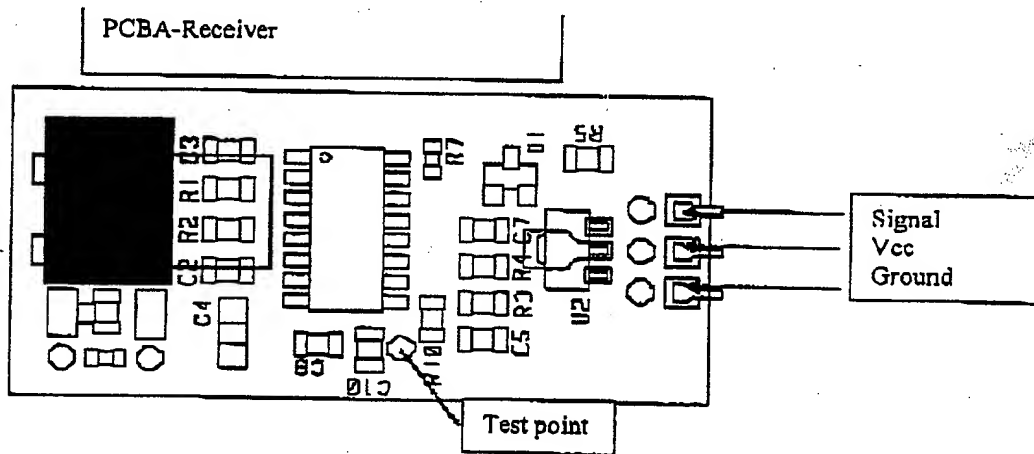 PCBA-Receiver
D3
R1
R2
C2
C4
R7
D1
R5
C7
R4
R3
C5
U2
C8
C10
R10
Signal
Vcc
Ground
Test point